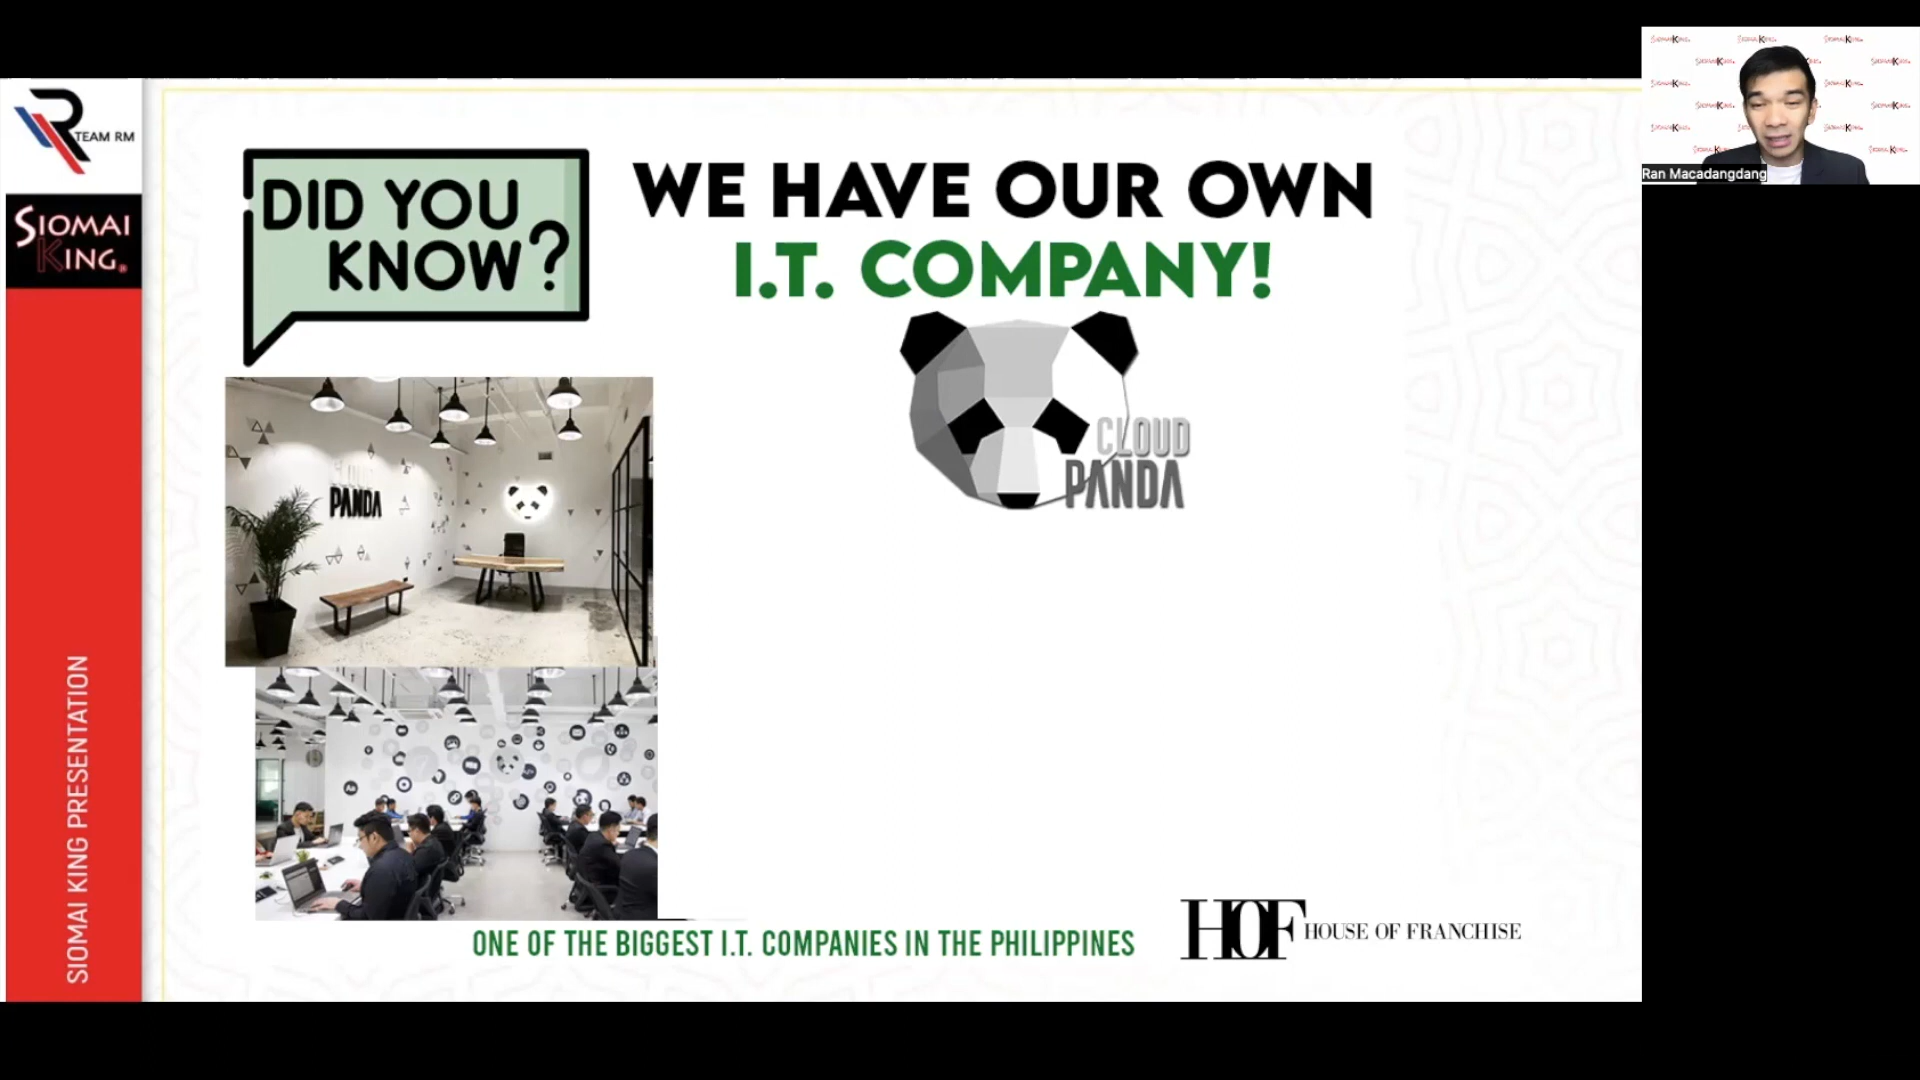 TEAM RM
SIOMAI
KING®
SIOMAI KING PRESENTATION
DID YOU
KNOW?
WE HAVE OUR OWN
I.T. COMPANY!
CLOUD
PANDA
PANDA
ONE OF THE BIGGEST I.T. COMPANIES IN THE PHILIPPINES
HOF HOUSE OF FRANCHISE
Ran Macadangdang